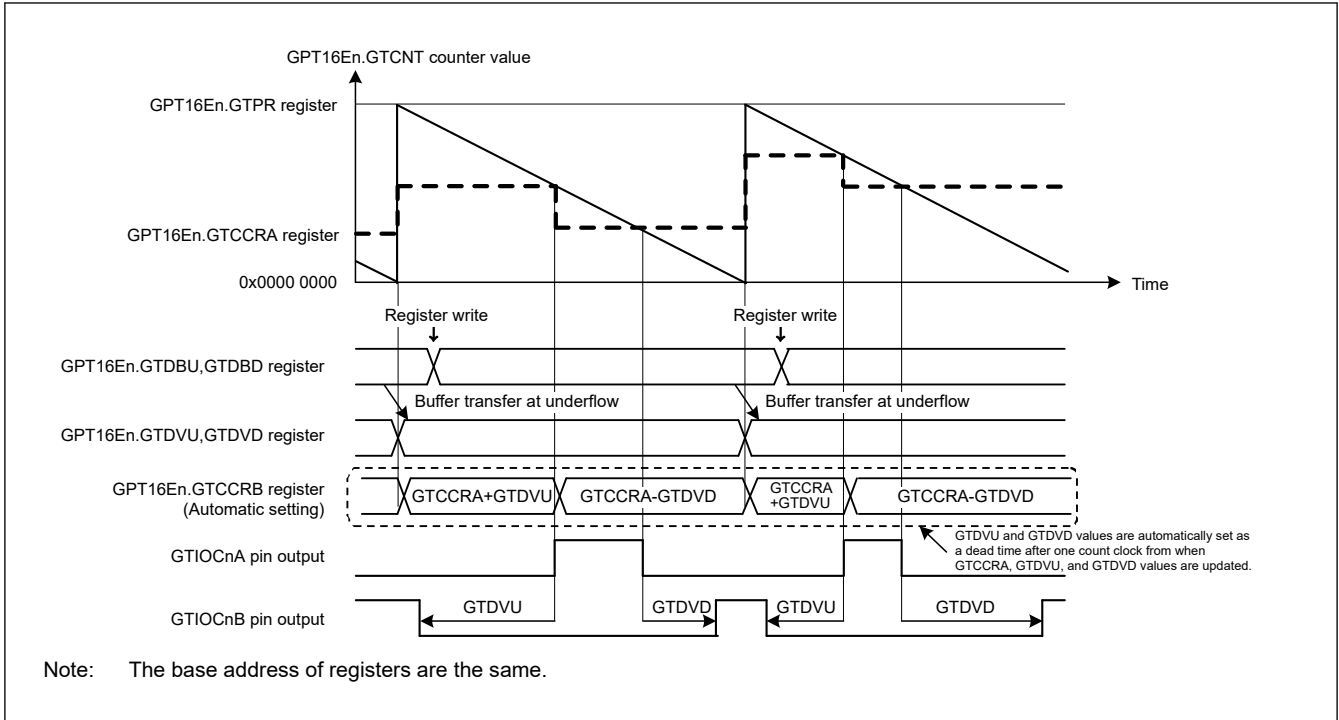 GPT16En.GTCNT counter value
GPT16En.GTPR register
GPT16En.GTCCRA register
0x0000 0000
Time
Register write
Register write
GPT16En.GTDBU,GTDBD register
Buffer transfer at underflow
Buffer transfer at underflow
GPT16En.GTDVU,GTDVD register
GPT16En.GTCCRB register
(Automatic setting)
GTCCRA+GTDVU
GTCCRA-GTDVD
GTCCRA
+GTDVU
GTCCRA-GTDVD
GTDVU and GTDVD values are automatically set as
a dead time after one count clock from when
GTCCRA, GTDVU, and GTDVD values are updated.
GTIOCnA pin output
GTIOCnB pin output
GTDVU
GTDVD
GTDVU
GTDVD
Note: The base address of registers are the same.